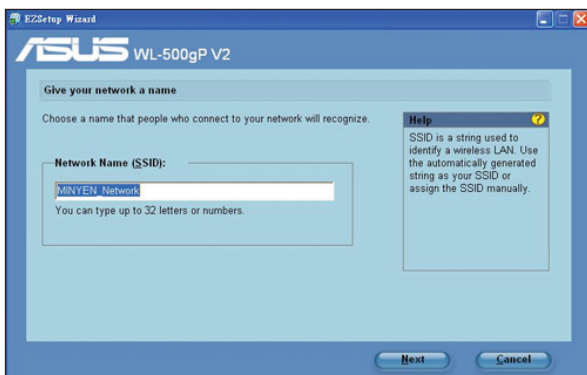 EZSetup Wizard
ASUS WL-500gP V2
Give your network a name
Choose a name that people who connect to your network will recognize.
Network Name (SSID):
MINYEN_Network
You can type up to 32 letters or numbers.
Help
SSID is a string used to
identify a wireless LAN. Use
the automatically generated
string as your SSID or
assign the SSID manually.
Next
Cancel